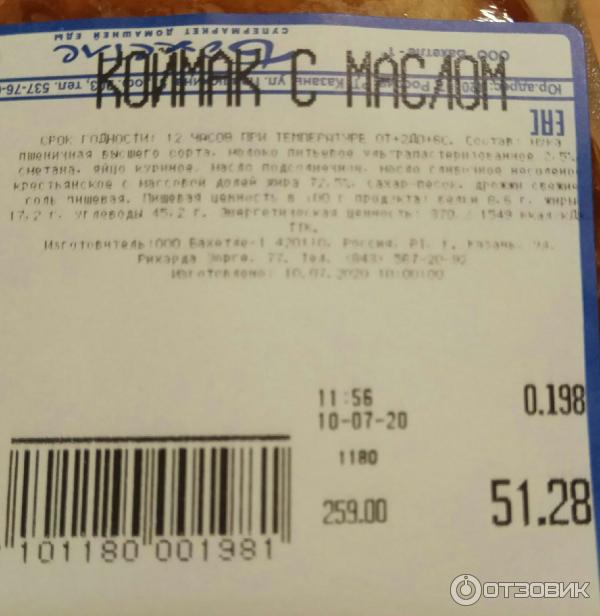 КОЙМАК С МАСЛОМ
Бахетле
СУПЕРМАРКЕТ ДОМАШНЕЙ ЕДЫ
ООО "Бахетле-1"
Юр.адрес: Россия, РТ, Казань, ул. тел. 537-76-
EAC
СРОК ГОДНОСТИ: 12 ЧАСОВ ПРИ ТЕМПЕРАТУРЕ ОТ+2ДО+6С. Состав: мука
пшеничная высшего сорта, молоко питьевое ультрапастеризованное 2.5%
сметана, яйцо куриное, масло подсолнечное, масло сливочное несоленое
крестьянское с массовой долей жира 72.5%, сахар-песок, дрожжи свежие
соль пищевая. Пищевая ценность в 100 г продукта: белки 8.6 г, жиры
17.2 г, углеводы 45.2 г. Энергетическая ценность: 370 / 1549 ккал/кДж
ТТК.
Изготовитель:ООО Бахетле-1 420110, Россия, РТ, г. Казань, ул.
Рихарда Зорге, 77, Тел. (843) 567-20-92
Изготовлено: 10.07.2020 10:00:00
11:56
10-07-20
0.198
1180
259.00
51.28
101180 001981
ОТЗОВИК